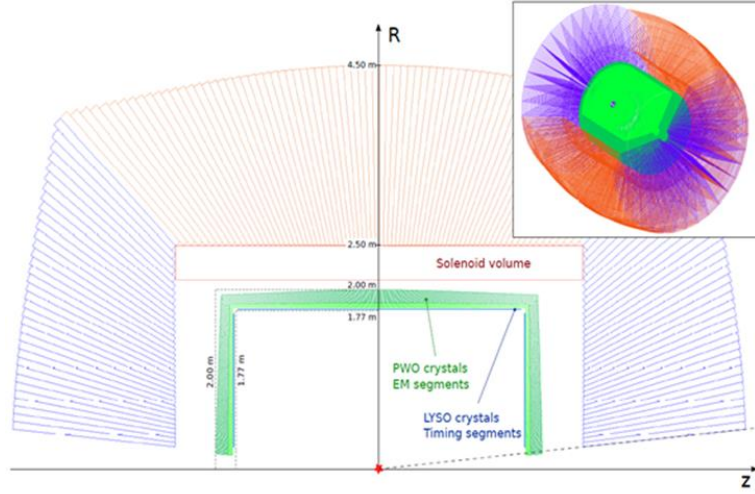 R
4.50 m
2.50 m
Solenoid volume
2.00 m
1.77 m
2.00 m
1.77 m
PWO crystals
EM segments
LYSO crystals
Timing segments
Z